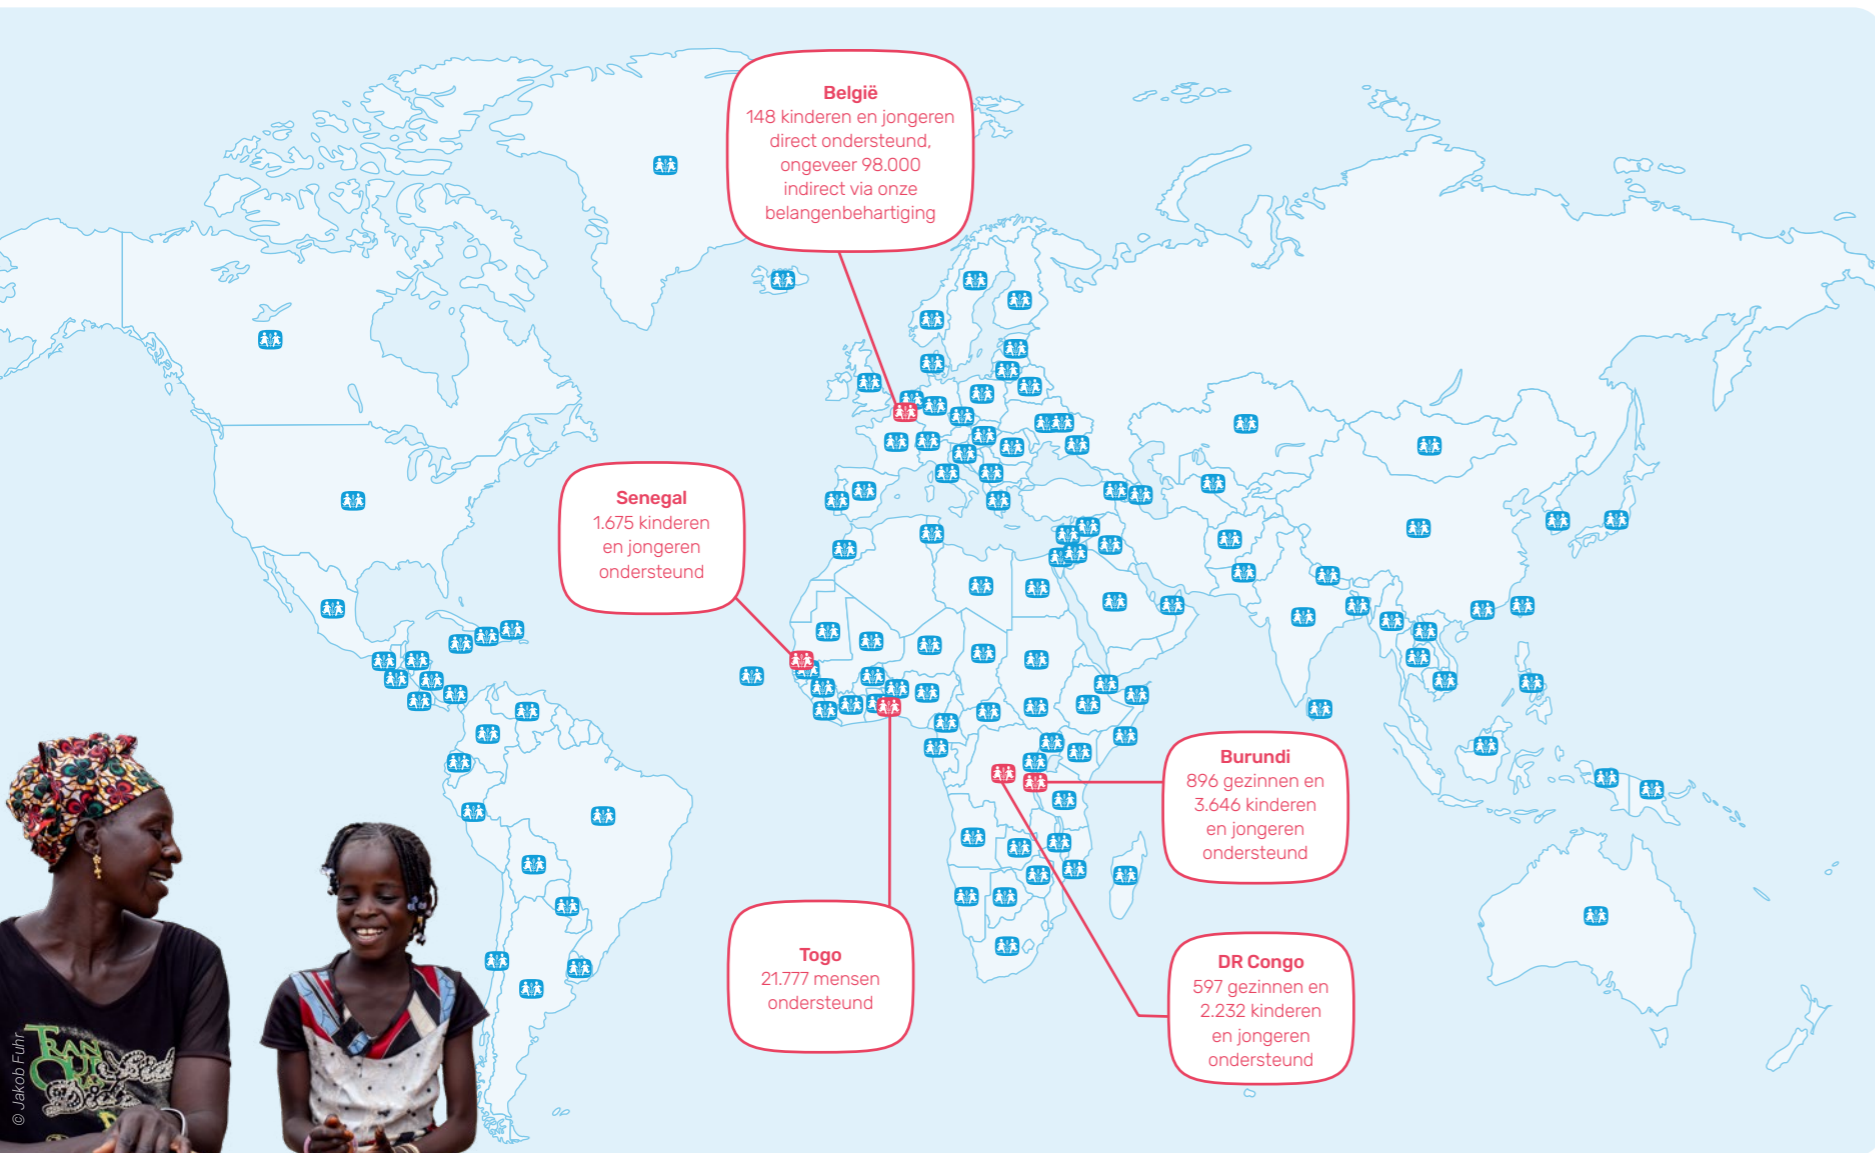 België
148 kinderen en jongeren
direct ondersteund,
ongeveer 98.000
indirect via onze
belangenbehartiging
Senegal
1.675 kinderen
en jongeren
ondersteund
Burundi
896 gezinnen en
3.646 kinderen
en jongeren
ondersteund
Togo
21.777 mensen
ondersteund
DR Congo
597 gezinnen en
2.232 kinderen
en jongeren
ondersteund
© Jakob Fuhr